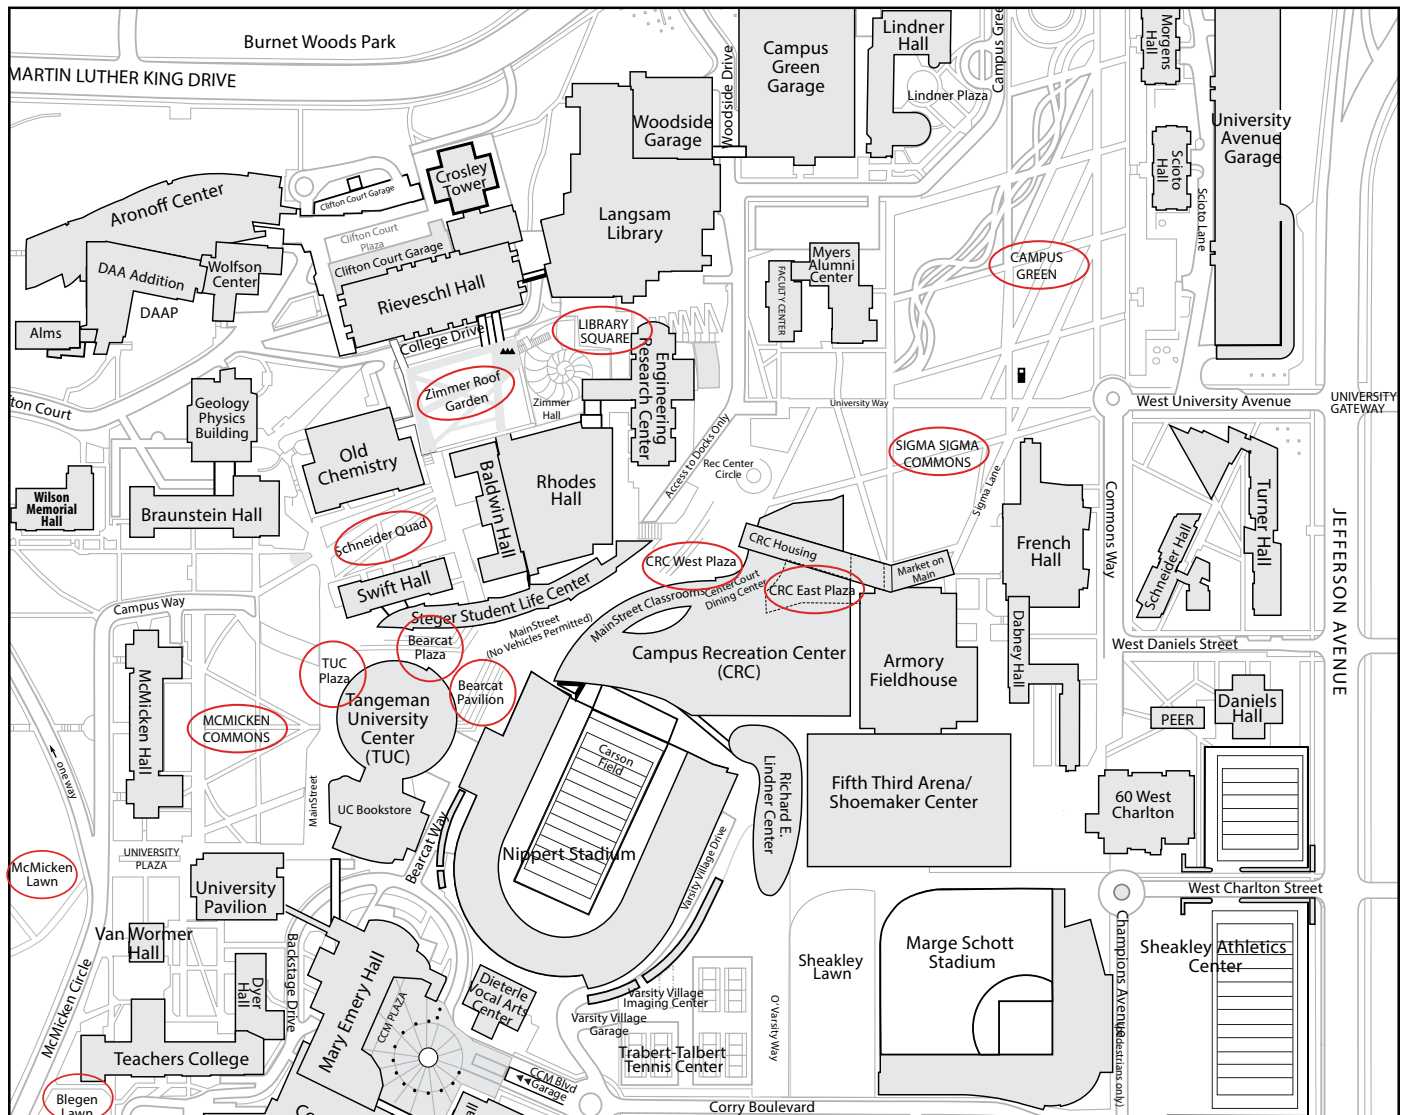 Burnet Woods Park
MARTIN LUTHER KING DRIVE
Woodside Drive
Campus
Green
Garage
Lindner
Hall
Lindner Plaza
Campus Gree
Morgens
Hall
University
Avenue
Garage
Woodside
Garage
Scioto
Hall
Scioto Lane
Crosley
Tower
Clifton Court Garage
Aronoff Center
Clifton Court
Plaza
Clifton Court Garage
Langsam
Library
DAA Addition
Wolfson
Center
DAAP
Alms
Rieveschl Hall
College Drive
Myers
Alumni
Center
FACULTY CENTER
CAMPUS
GREEN
LIBRARY
SQUARE
Engineering
Research Center
Zimmer Roof
Garden
Zimmer
Hall
ton Court
Geology
Physics
Building
Old
Chemistry
Baldwin Hall
Rhodes
Hall
Access to Docks Only
Rec Center
Circle
University Way
SIGMA SIGMA
COMMONS
Sigma Lane
West University Avenue
UNIVERSITY
GATEWAY
Wilson
Memorial
Hall
Braunstein Hall
Schneider Quad
Swift Hall
Steger Student Life Center
CRC West Plaza
CRC Housing
Market on
Main
CRC East Plaza
CenterCourt
Dining Center
MainStreet Classrooms
French
Hall
Commons Way
Turner Hall
Schneider Hall
JEFFERSON AVENUE
Campus Way
MainStreet
(No Vehicles Permitted)
Bearcat
Plaza
TUC
Plaza
Bearcat
Pavilion
Campus Recreation Center
(CRC)
Armory
Fieldhouse
Dabney Hall
West Daniels Street
McMicken Hall
MCMICKEN
COMMONS
Tangeman
University
Center
(TUC)
Carson
Field
PEER
Daniels
Hall
one way
MainStreet
UC Bookstore
Bearcat Way
Nippert Stadium
Richard E.
Lindner Center
Fifth Third Arena/
Shoemaker Center
60 West
Charlton
Varsity Village Drive
McMicken
Lawn
UNIVERSITY
PLAZA
University
Pavilion
West Charlton Street
Van Wormer
Hall
Backstage Drive
Dyer
Hall
Mary Emery Hall
CCM PLAZA
Dieterle
Vocal Arts
Center
Varsity Village
Imaging Center
Varsity Village
Garage
Trabert-Talbert
Tennis Center
O'Varsity Way
Sheakley
Lawn
Marge Schott
Stadium
Champions Avenue
(Pedestrians only)
Sheakley Athletics
Center
McMicken Circle
Teachers College
Blegen
Lawn
CCM Blvd
Garage
Corry Boulevard